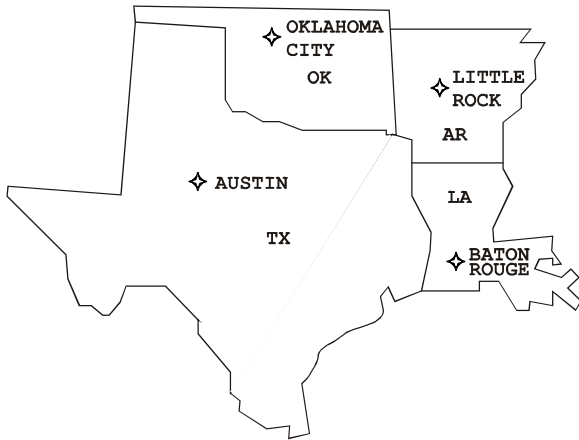 OKLAHOMA
CITY
OK
LITTLE
ROCK
AR
AUSTIN
TX
LA
BATON
ROUGE